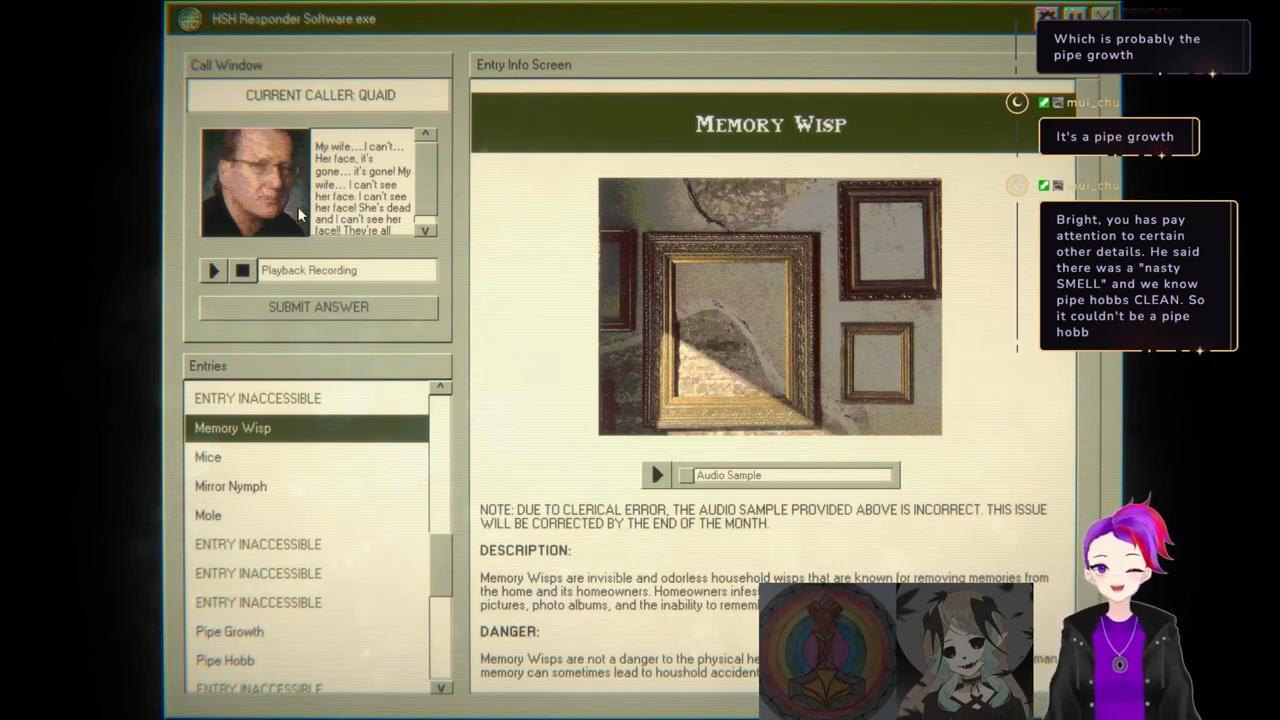 HSH Responder Software.exe
Call Window
CURRENT CALLER: QUAID
My wife....I can't...
Her face, it's
gone... it's gone! My
wife... I can't see
her face. I can't see
her face! She's dead
and I can't see her
face!! They're all
Playback Recording
SUBMIT ANSWER
Entries
ENTRY INACCESSIBLE
Memory Wisp
Mice
Mirror Nymph
Mole
ENTRY INACCESSIBLE
ENTRY INACCESSIBLE
ENTRY INACCESSIBLE
Pipe Growth
Pipe Hobb
ENTRY INACCESSIBLE
Entry Info Screen
MEMORY WISP
Audio Sample
NOTE: DUE TO CLERICAL ERROR, THE AUDIO SAMPLE PROVIDED ABOVE IS INCORRECT. THIS ISSUE
WILL BE CORRECTED BY THE END OF THE MONTH.
DESCRIPTION:
Memory Wisps are invisible and odorless household wisps that are known for removing memories from
the home and its homeowners. Homeowners
pictures, photo albums, and the inability to
DANGER:
Memory Wisps are not a danger to the physical
memory can sometimes lead to houshold
Which is probably the
pipe growth
mui_chu
It's a pipe growth
mui_chu
Bright, you has pay
attention to certain
other details. He said
there was a "nasty
SMELL" and we know
pipe hobbs CLEAN. So
it couldn't be a pipe
hobb